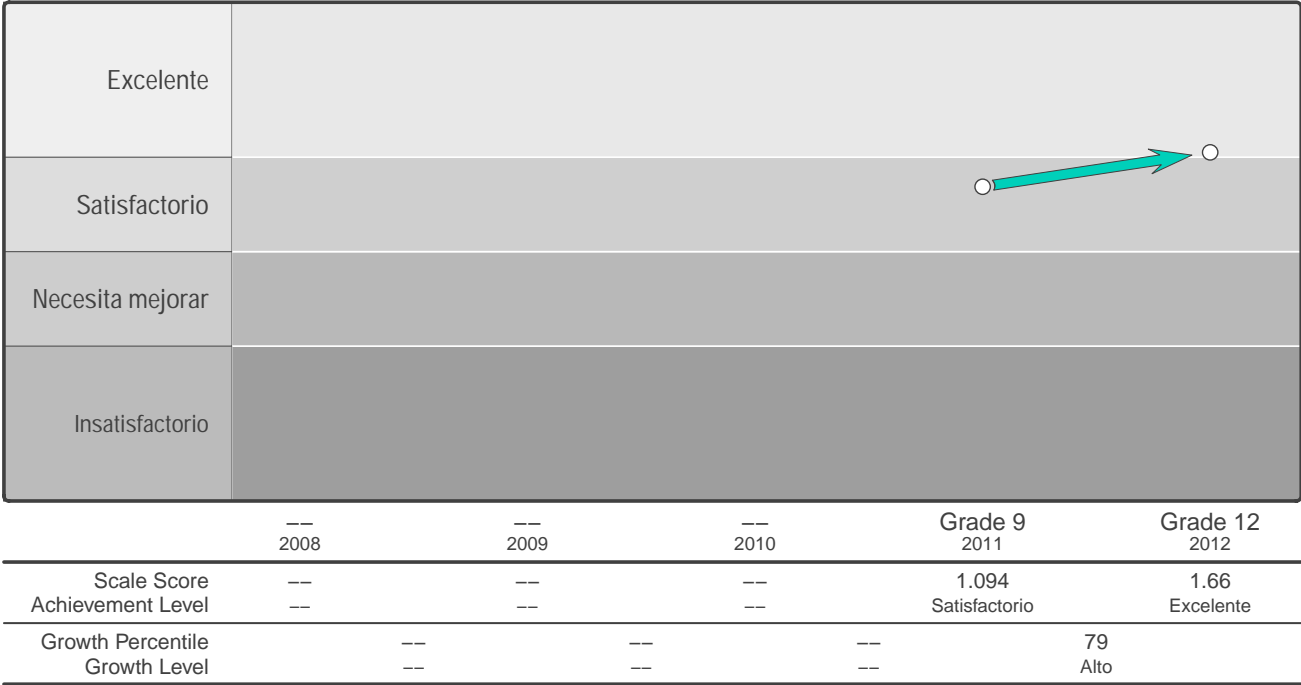 Excelente
Satisfactorio
Necesita mejorar
Insatisfactorio
–– –– –– Grade 9 Grade 12
2008 2009 2010 2011 2012
Scale Score –– –– –– 1.094 1.66
Achievement Level –– –– –– Satisfactorio Excelente
Growth Percentile –– –– –– 79
Growth Level –– –– –– Alto